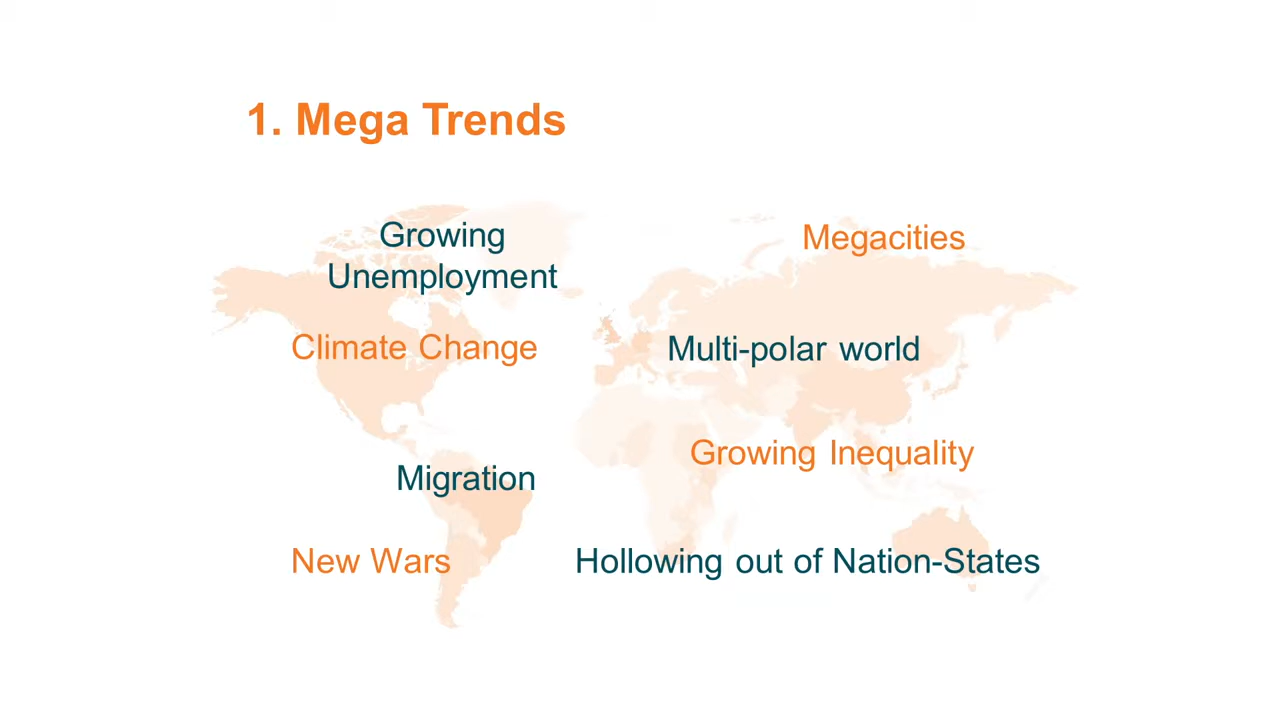 1. Mega Trends
Growing
Unemployment
Megacities
Climate Change
Multi-polar world
Growing Inequality
Migration
New Wars
Hollowing out of Nation-States